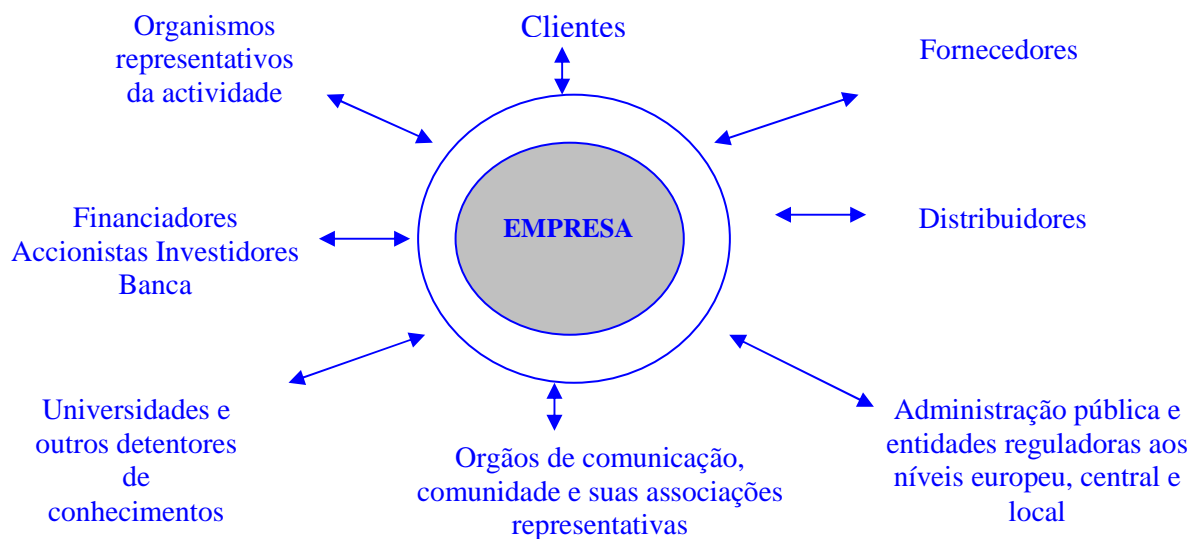 Organismos
representativos
da actividade
Clientes
Fornecedores
Financiadores
Accionistas Investidores
Banca
EMPRESA
Distribuidores
Universidades e
outros detentores
de
conhecimentos
Orgãos de comunicação,
comunidade e suas associações
representativas
Administração pública e
entidades reguladoras aos
níveis europeu, central e
local